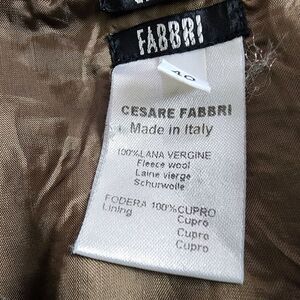 FABBRI
40
CESARE FABBRI
Made in Italy
100%LANA VERGINE
Fleece wool
Laine vierge
Schurwolle
FODERA 100%CUPRO
Lining Cupro
Cupro
Cupro